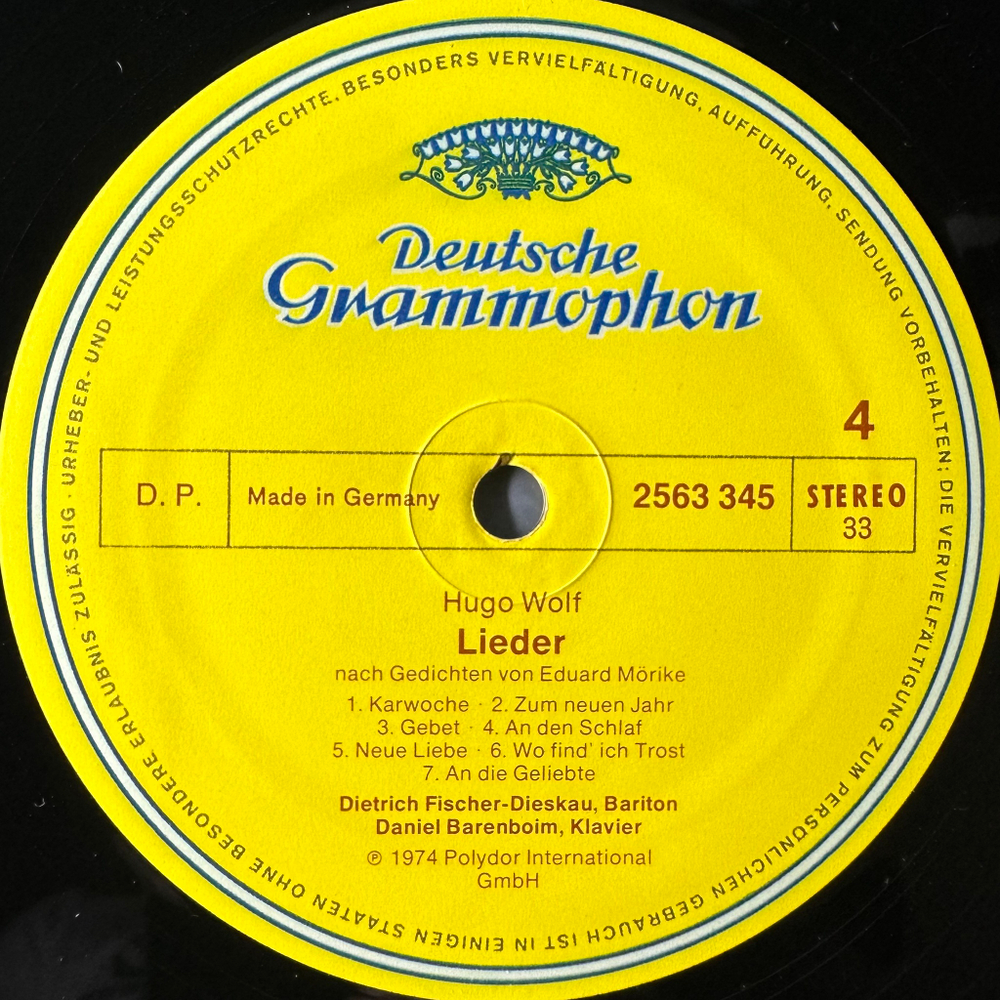 URHEBER- UND LEISTUNGSSCHUTZRECHTE, BESONDERS VERVIELFÄLTIGUNG, AUFFÜHRUNG, SENDUNG VORBEHALTEN; DIE VERVIELFÄLTIGUNG ZUM PERSÖNLICHEN GEBRAUCH IST IN EINIGEN STAATEN OHNE BESONDERE ERLAUBNIS ZULÄSSIG ·
Deutsche
Grammophon
4
D. P. Made in Germany 2563 345 STEREO
33
Hugo Wolf
Lieder
nach Gedichten von Eduard Mörike
1. Karwoche · 2. Zum neuen Jahr
3. Gebet · 4. An den Schlaf
5. Neue Liebe · 6. Wo find' ich Trost
7. An die Geliebte
Dietrich Fischer-Dieskau, Bariton
Daniel Barenboim, Klavier
℗ 1974 Polydor International
GmbH